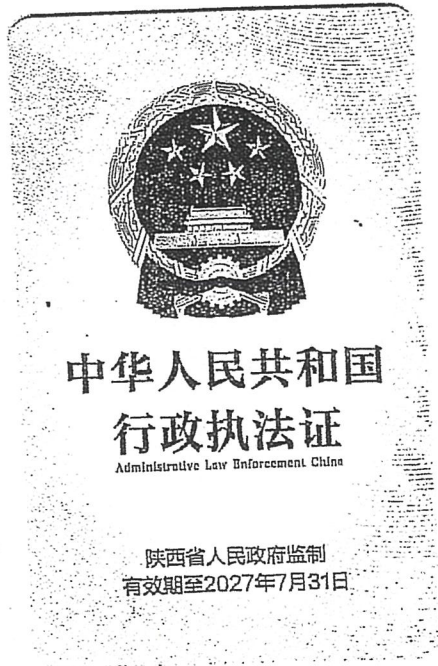 中华人民共和国
行政执法证
Administrative Law Enforcement China
陕西省人民政府监制
有效期至2027年7月31日